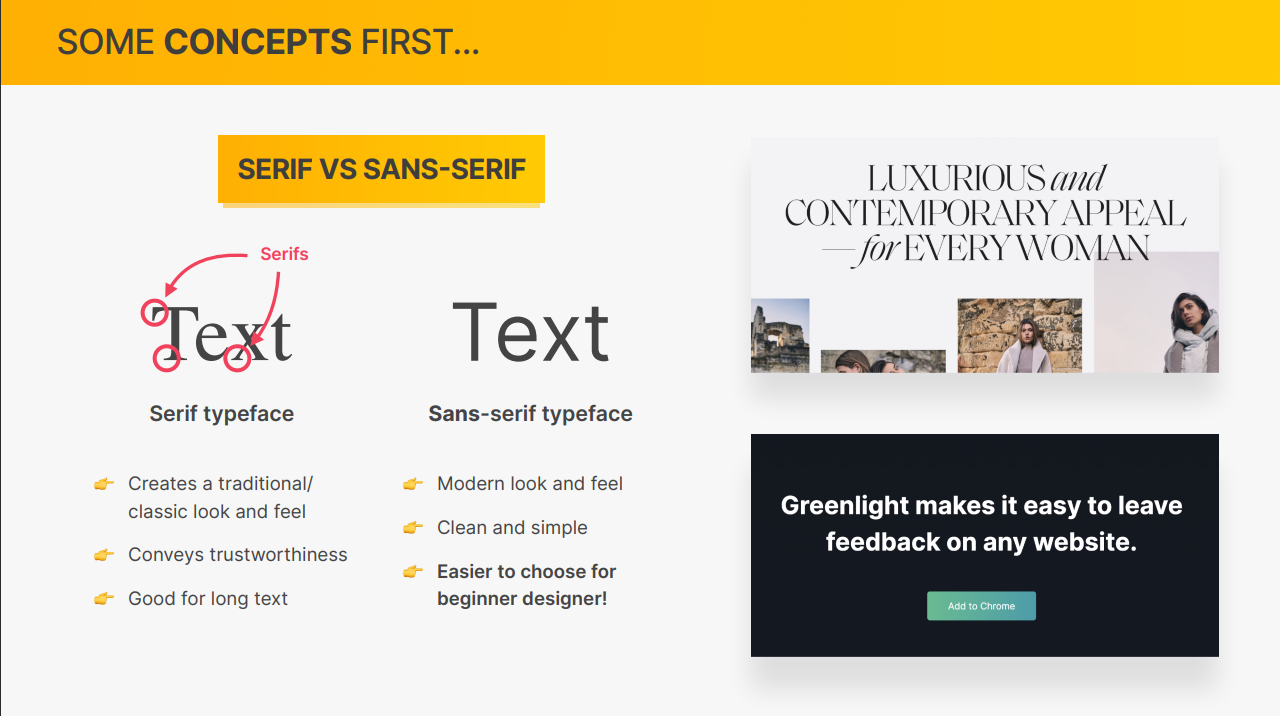 SOME CONCEPTS FIRST...
SERIF VS SANS-SERIF
Serifs
Text
Serif typeface
Creates a traditional/
classic look and feel
Conveys trustworthiness
Good for long text
Text
Sans-serif typeface
Modern look and feel
Clean and simple
Easier to choose for
beginner designer!
LUXURIOUS and
CONTEMPORARY APPEAL
— for EVERY WOMAN
Greenlight makes it easy to leave
feedback on any website.
Add to Chrome